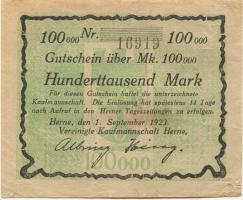 100000 Nr. 16919 100000
Gutschein über Mk. 100000
Hunderttausend Mark
Für diesen Gutschein haftet die unterzeichnete
Kaufmannschaft. Die Einlösung hat spätestens 14 Tage
nach Aufruf in den Herner Tageszeitungen zu erfolgen.
Herne, den 1. September 1923.
Vereinigte Kaufmannschaft Herne,